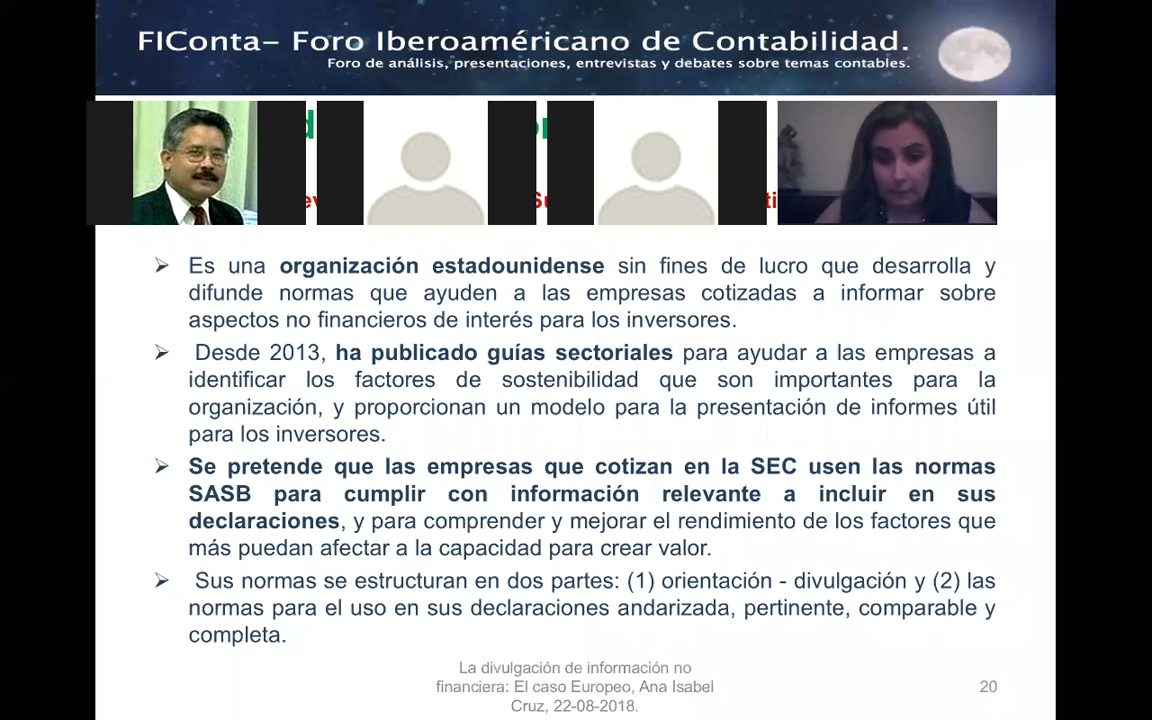 FIConta– Foro Iberoaméricano de Contabilidad.
Foro de análisis, presentaciones, entrevistas y debates sobre temas contables.
➢ Es una organización estadounidense sin fines de lucro que desarrolla y
difunde normas que ayuden a las empresas cotizadas a informar sobre
aspectos no financieros de interés para los inversores.
➢ Desde 2013, ha publicado guías sectoriales para ayudar a las empresas a
identificar los factores de sostenibilidad que son importantes para la
organización, y proporcionan un modelo para la presentación de informes útil
para los inversores.
➢ Se pretende que las empresas que cotizan en la SEC usen las normas
SASB para cumplir con información relevante a incluir en sus
declaraciones, y para comprender y mejorar el rendimiento de los factores que
más puedan afectar a la capacidad para crear valor.
➢ Sus normas se estructuran en dos partes: (1) orientación - divulgación y (2) las
normas para el uso en sus declaraciones andarizada, pertinente, comparable y
completa.
La divulgación de información no
financiera: El caso Europeo, Ana Isabel
Cruz, 22-08-2018.
20